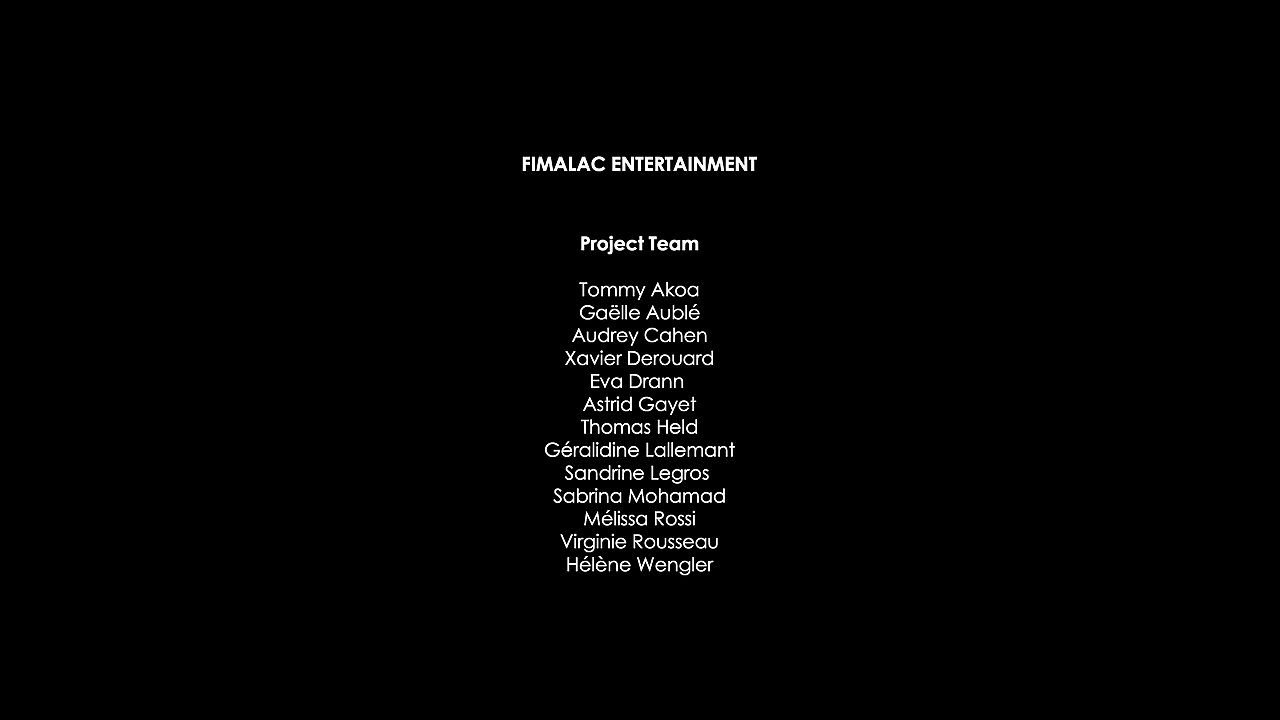 FIMALAC ENTERTAINMENT
Project Team
Tommy Akoa
Gaëlle Aublé
Audrey Cahen
Xavier Derouard
Eva Drann
Astrid Gayet
Thomas Held
Géralidine Lallemant
Sandrine Legros
Sabrina Mohamad
Mélissa Rossi
Virginie Rousseau
Hélène Wengler